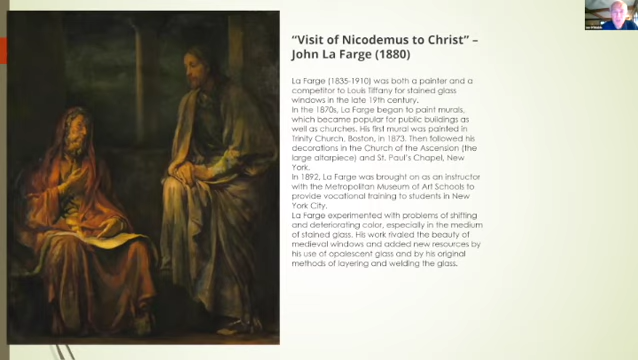 “Visit of Nicodemus to Christ” –
John La Farge (1880)
La Farge (1835-1910) was both a painter and a
competitor to Louis Tiffany for stained glass
windows in the late 19th century.
In the 1870s, La Farge began to paint murals,
which became popular for public buildings as
well as churches. His first mural was painted in
Trinity Church, Boston, in 1873. Then followed his
decorations in the Church of the Ascension (the
large altarpiece) and St. Paul's Chapel, New
York.
In 1892, La Farge was brought on as an instructor
with the Metropolitan Museum of Art Schools to
provide vocational training to students in New
York City.
La Farge experimented with problems of shifting
and deteriorating color, especially in the medium
of stained glass. His work rivaled the beauty of
medieval windows and added new resources by
his use of opalescent glass and by his original
methods of layering and welding the glass.